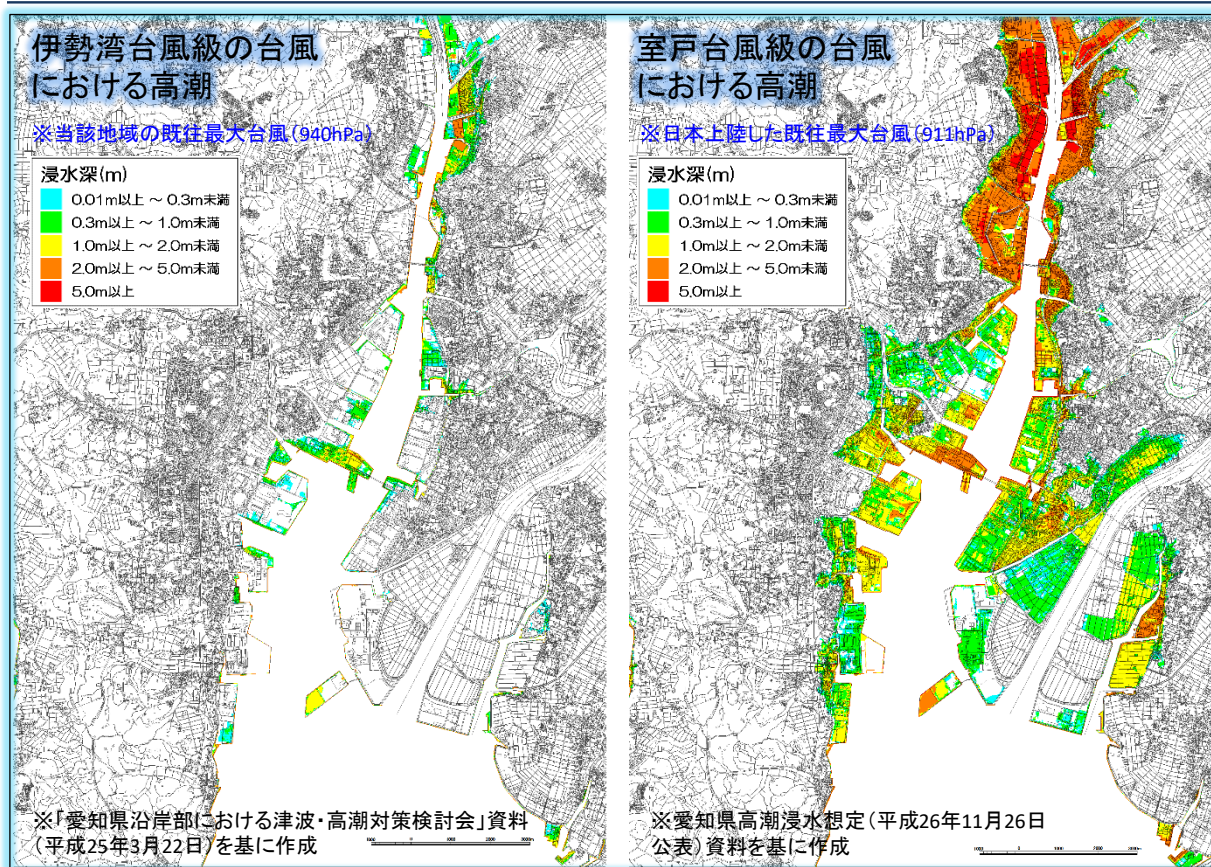 伊勢湾台風級の台風
における高潮
※当該地域の既往最大台風(940hPa)
浸水深(m)
0.01m以上 ～ 0.3m未満
0.3m以上 ～ 1.0m未満
1.0m以上 ～ 2.0m未満
2.0m以上 ～ 5.0m未満
5.0m以上
※「愛知県沿岸部における津波・高潮対策検討会」資料
(平成25年3月22日)を基に作成
室戸台風級の台風
における高潮
※日本上陸した既往最大台風(911hPa)
浸水深(m)
0.01m以上 ～ 0.3m未満
0.3m以上 ～ 1.0m未満
1.0m以上 ～ 2.0m未満
2.0m以上 ～ 5.0m未満
5.0m以上
※愛知県高潮浸水想定(平成26年11月26日
公表)資料を基に作成